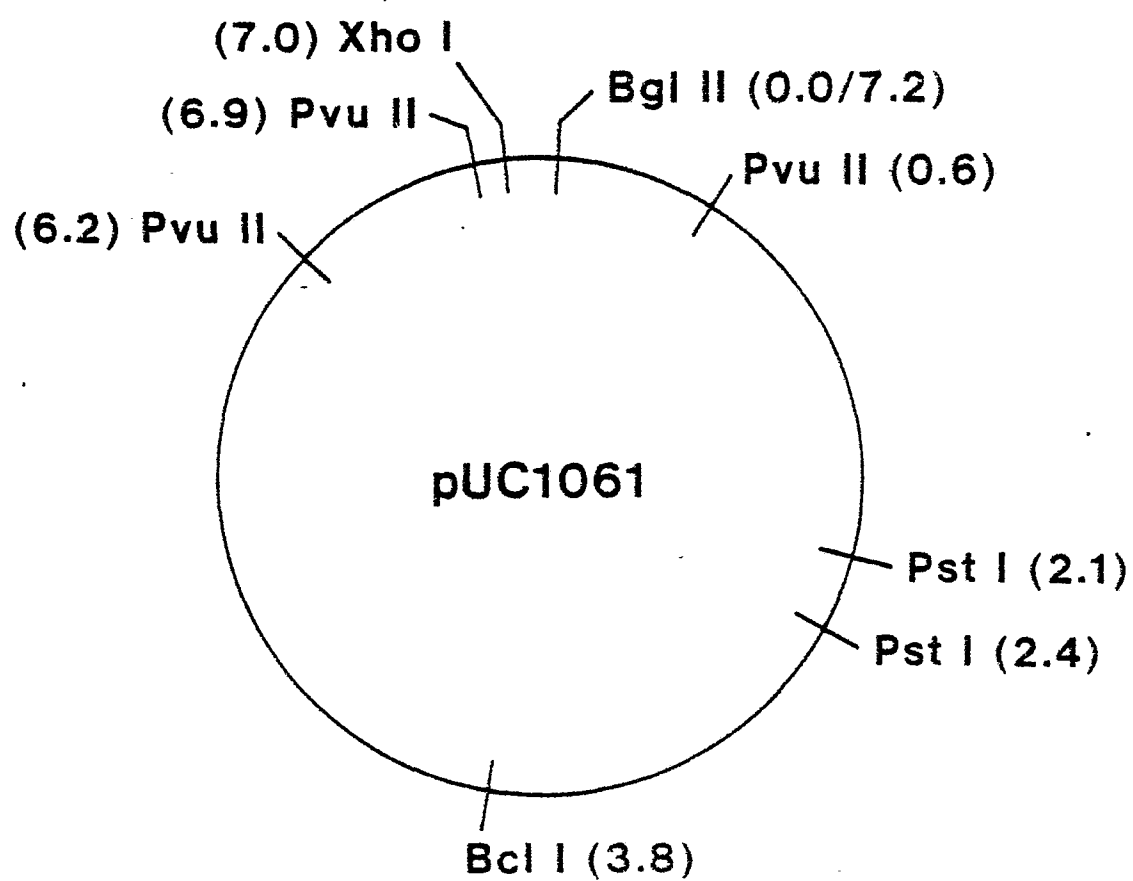 (7.0) Xho I
Bgl II (0.0/7.2)
(6.9) Pvu II
Pvu II (0.6)
(6.2) Pvu II
pUC1061
Pst I (2.1)
Pst I (2.4)
Bcl I (3.8)